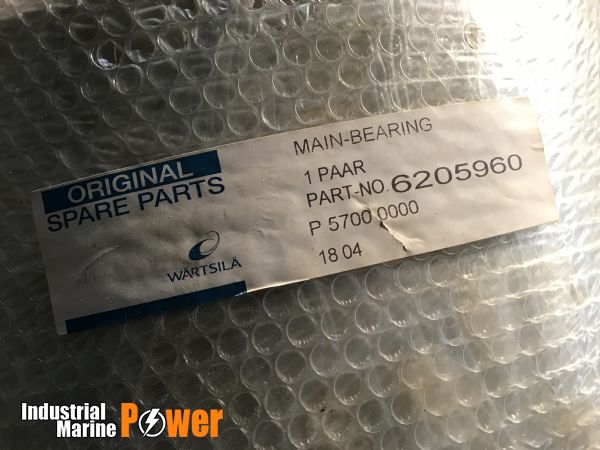 ORIGINAL
SPARE PARTS
WÄRTSILÄ
MAIN-BEARING
1 PAAR
PART-NO. 6205960
P 5700 0000
18 04
Industrial
Marine
Power